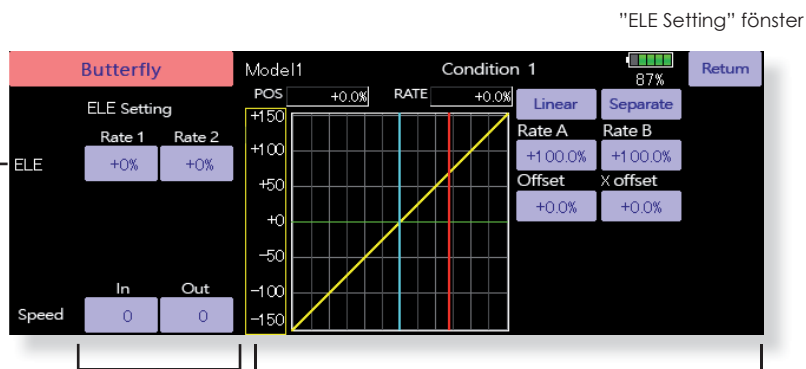 ”ELE Setting” fönster
Butterfly
Model1
Condition 1
87%
Return
ELE Setting
Rate 1 Rate 2
ELE +0% +0%
In Out
Speed 0 0
POS +0.0% RATE +0.0%
+150
+100
+50
+0
-50
-100
-150
Linear Separate
Rate A Rate B
+100.0% +100.0%
Offset X offset
+0.0% +0.0%